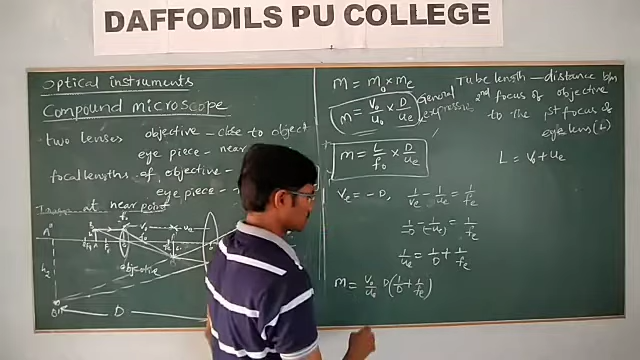 DAFFODILS PU COLLEGE
Optical instruments
Compound microscope
- two lenses objective - close to object
eye piece - near
focal lengths of objective -
eye piece -
Image at near point
objective
h₂
D
m = m₀ × mₑ
m = V₀/u₀ × D/uₑ General expression
m = L/f₀ × D/uₑ
Vₑ = -D, 1/Vₑ - 1/uₑ = 1/fₑ
1/-D - 1/(-uₑ) = 1/fₑ
1/uₑ = 1/D + 1/fₑ
m = V₀/u₀ D(1/D + 1/fₑ)
Tube length - distance b/n
2nd focus of objective
to the 1st focus of
eye lens (L)
L = V₀ + uₑ